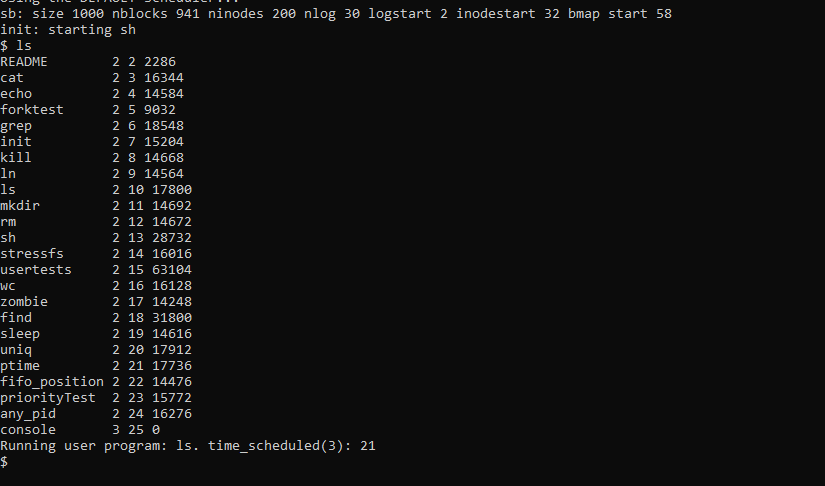 using the DEFAULT scheduler...
sb: size 1000 nblocks 941 ninodes 200 nlog 30 logstart 2 inodestart 32 bmap start 58
init: starting sh
$ ls
README         2 2 2286
cat            2 3 16344
echo           2 4 14584
forktest       2 5 9032
grep           2 6 18548
init           2 7 15204
kill           2 8 14668
ln             2 9 14564
ls             2 10 17800
mkdir          2 11 14692
rm             2 12 14672
sh             2 13 28732
stressfs       2 14 16016
usertests      2 15 63104
wc             2 16 16128
zombie         2 17 14248
find           2 18 31800
sleep          2 19 14616
uniq           2 20 17912
ptime          2 21 17736
fifo_position  2 22 14476
priorityTest   2 23 15772
any_pid        2 24 16276
console        3 25 0
Running user program: ls. time_scheduled(3): 21
$